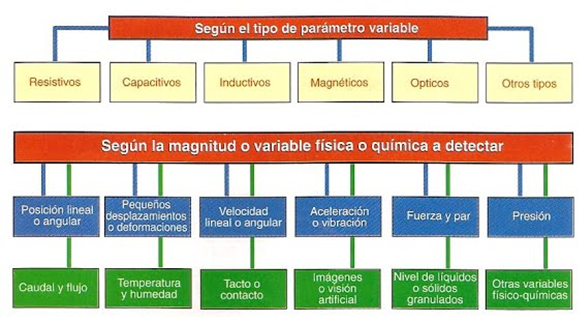 Según el tipo de parámetro variable
Resistivos
Capacitivos
Inductivos
Magnéticos
Opticos
Otros tipos
Según la magnitud o variable física o química a detectar
Posición lineal
o angular
Pequeños
desplazamientos
o deformaciones
Velocidad
lineal o angular
Aceleración
o vibración
Fuerza y par
Presión
Caudal y flujo
Temperatura
y humedad
Tacto o
contacto
Imágenes
o visión
artificial
Nivel de líquidos
o sólidos
granulados
Otras variables
físico-químicas